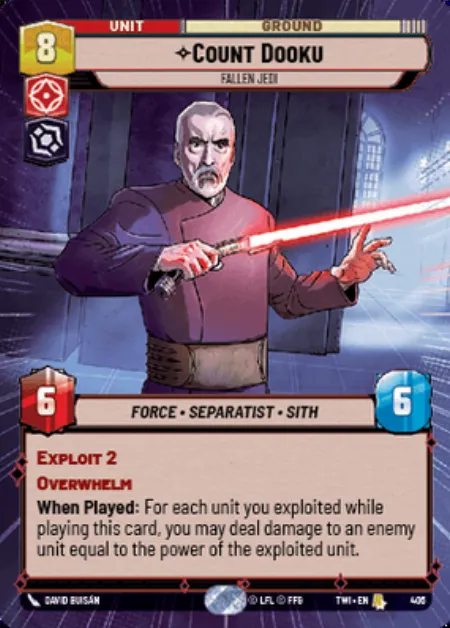 UNIT GROUND
8 COUNT DOOKU
FALLEN JEDI
6 FORCE • SEPARATIST • SITH 6
EXPLOIT 2
OVERWHELM
When Played: For each unit you exploited while
playing this card, you may deal damage to an enemy
unit equal to the power of the exploited unit.
DAVID BUISÁN © LFL © FFG TWI • EN 406